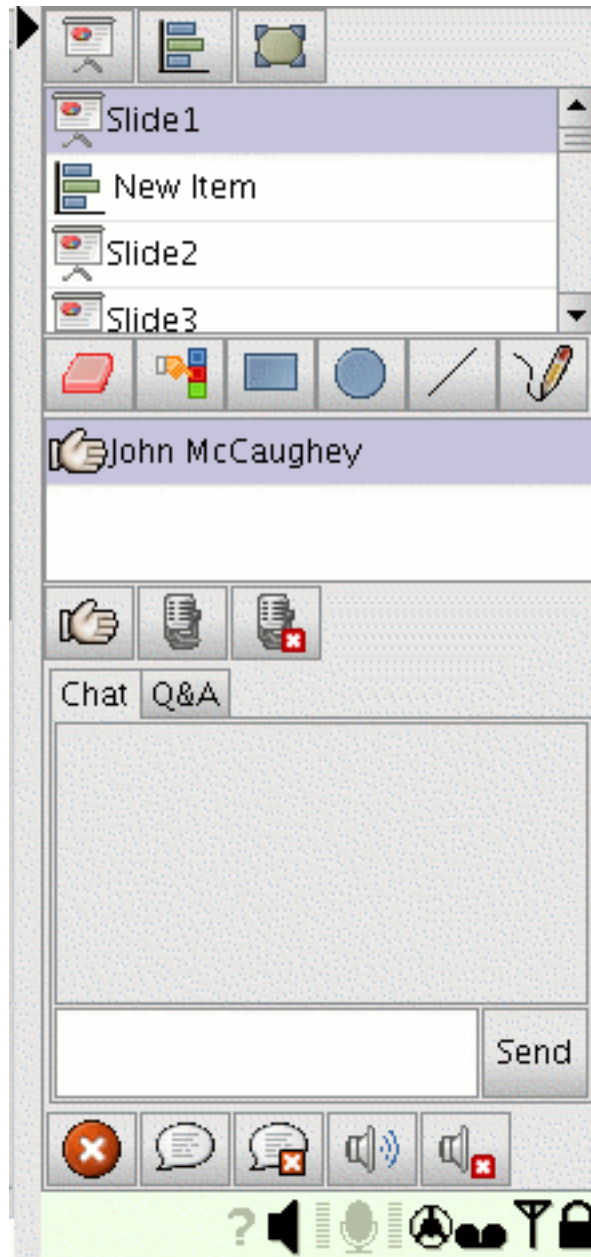 Slide1
New Item
Slide2
Slide3
John McCaughey
Chat Q&A
Send
?